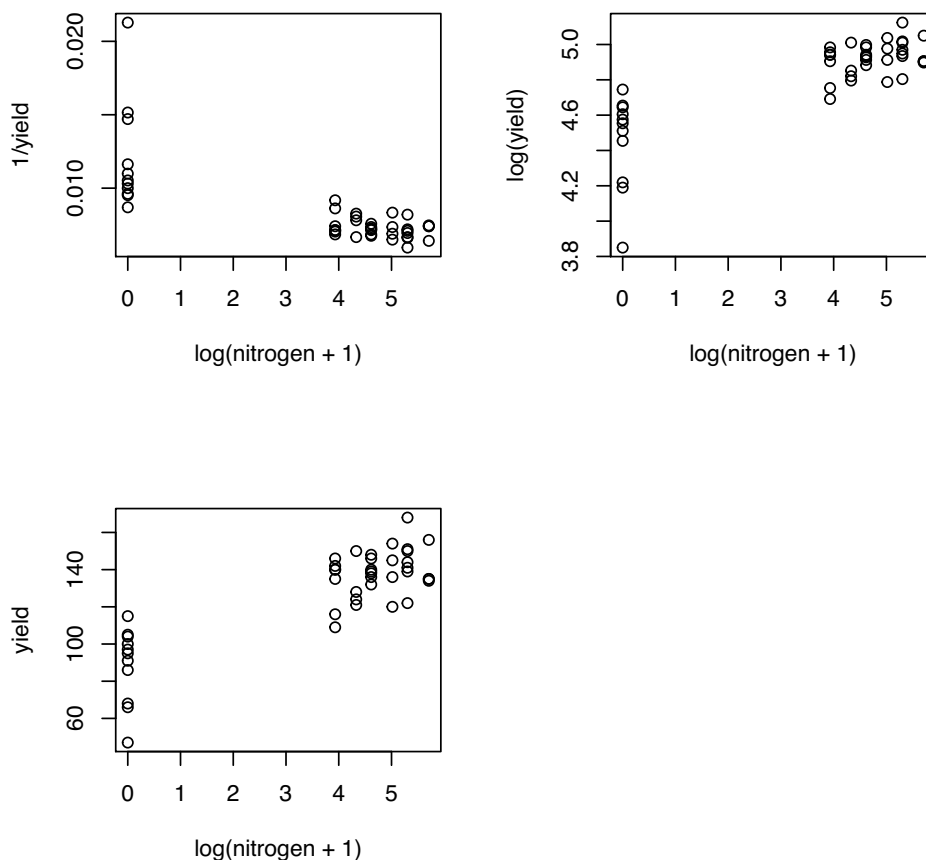 1/yield
0.020
0.010
0 1 2 3 4 5
log(nitrogen + 1)
log(yield)
5.0
4.6
4.2
3.8
0 1 2 3 4 5
log(nitrogen + 1)
yield
140
100
60
0 1 2 3 4 5
log(nitrogen + 1)